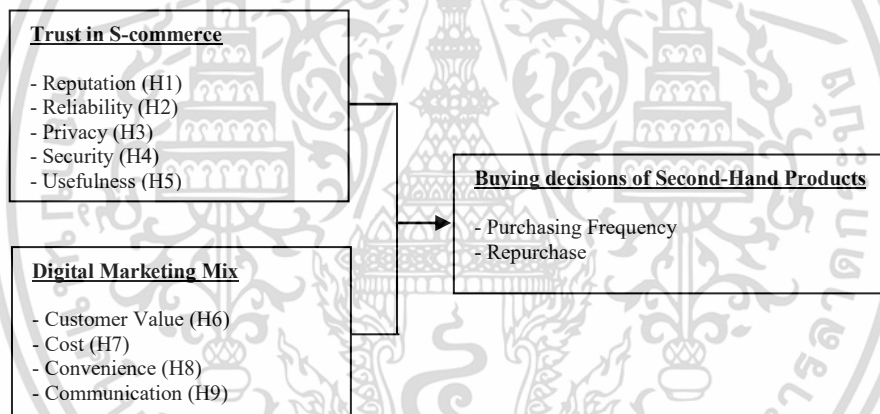 Trust in S-commerce
- Reputation (H1)
- Reliability (H2)
- Privacy (H3)
- Security (H4)
- Usefulness (H5)
Buying decisions of Second-Hand Products
- Purchasing Frequency
- Repurchase
Digital Marketing Mix
- Customer Value (H6)
- Cost (H7)
- Convenience (H8)
- Communication (H9)